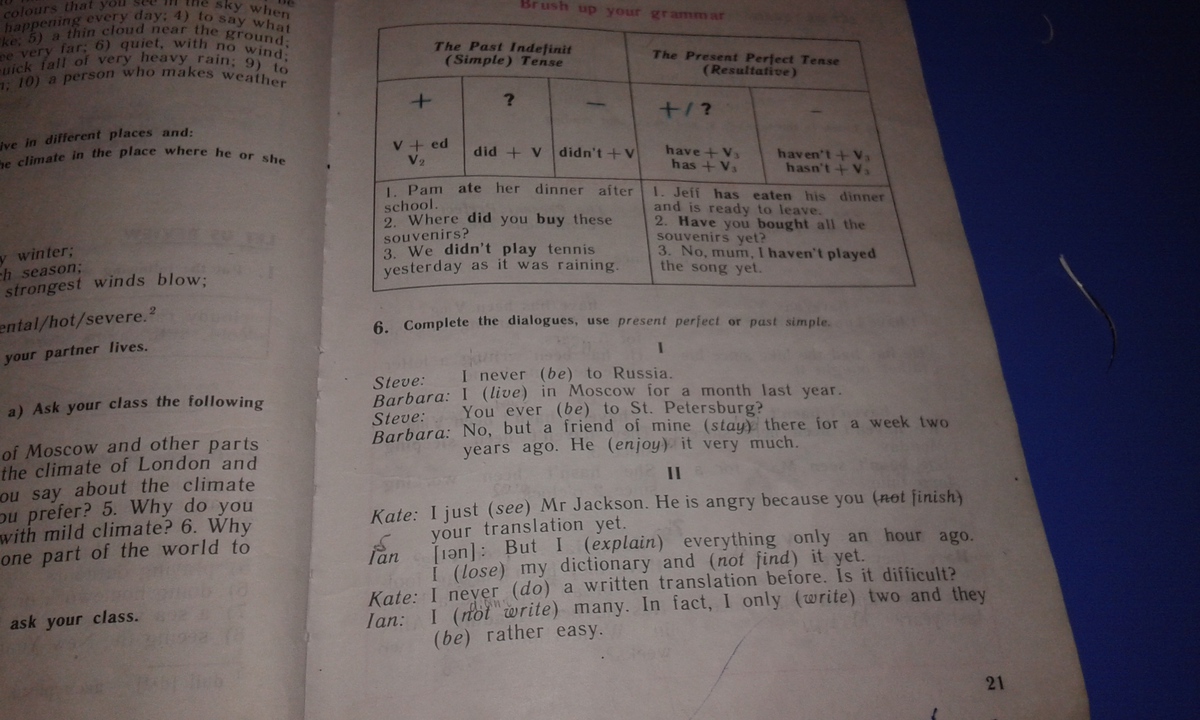 colours that you see in the sky when
happening every day; 4) to say what
ke; 5) a thin cloud near the ground;
ee very far; 6) quiet, with no wind;
uick fall of very heavy rain; 9) to
n; 10) a person who makes weather
ive in different places and:
he climate in the place where he or she
y winter;
ch season;
strongest winds blow;
ental/hot/severe.²
your partner lives.
a) Ask your class the following
of Moscow and other parts
the climate of London and
ou say about the climate
ou prefer? 5. Why do you
with mild climate? 6. Why
one part of the world to
ask your class.
Brush up your grammar
The Past Indefinit
(Simple) Tense
The Present Perfect Tense
(Resultative)
+
?
—
+/?
—
V + ed
V₂
did + V
didn't + V
have + V₃
has + V₃
haven't + V₃
hasn't + V₃
1. Pam ate her dinner after
school.
2. Where did you buy these
souvenirs?
3. We didn't play tennis
yesterday as it was raining.
1. Jeff has eaten his dinner
and is ready to leave.
2. Have you bought all the
souvenirs yet?
3. No, mum, I haven't played
the song yet.
6. Complete the dialogues, use present perfect or past simple.
I
Steve: I never (be) to Russia.
Barbara: I (live) in Moscow for a month last year.
Steve: You ever (be) to St. Petersburg?
Barbara: No, but a friend of mine (stay) there for a week two
years ago. He (enjoy) it very much.
II
Kate: I just (see) Mr Jackson. He is angry because you (not finish)
your translation yet.
Ian [ıən]: But I (explain) everything only an hour ago.
I (lose) my dictionary and (not find) it yet.
Kate: I never (do) a written translation before. Is it difficult?
Ian: I (not write) many. In fact, I only (write) two and they
(be) rather easy.
21